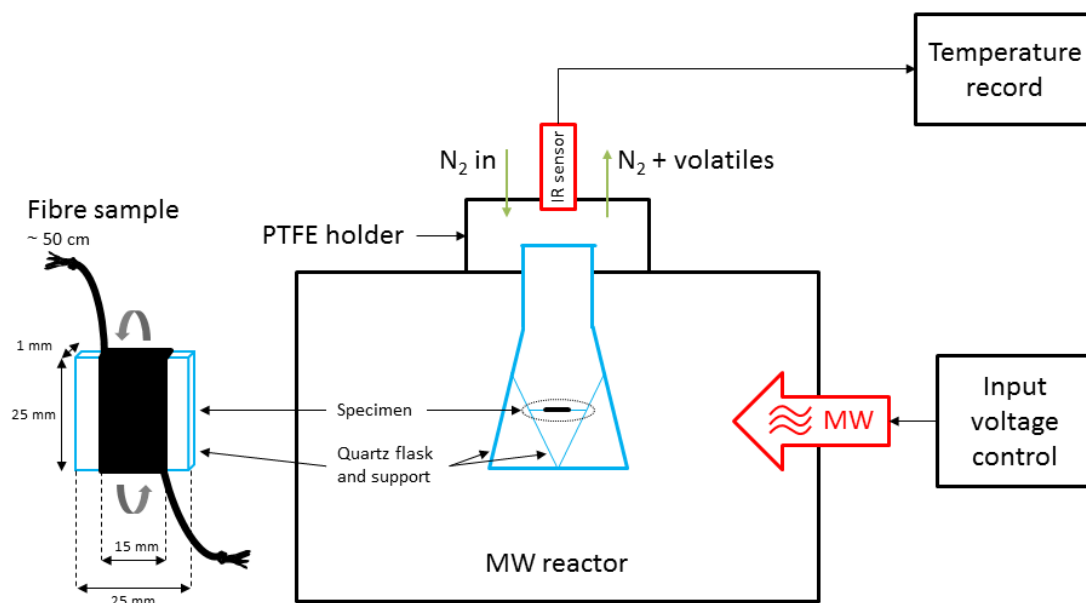 Temperature
record
N₂ in
IR sensor
N₂ + volatiles
Fibre sample
~ 50 cm
PTFE holder
1 mm
25 mm
Specimen
Quartz flask
and support
MW
Input
voltage
control
15 mm
MW reactor
25 mm